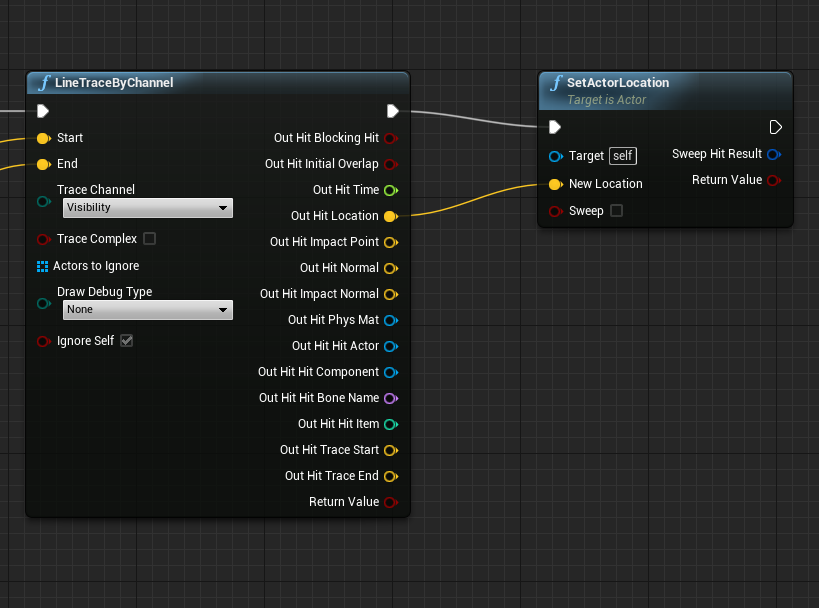 f LineTraceByChannel
Start
End
Trace Channel
Visibility
Trace Complex
Actors to Ignore
Draw Debug Type
None
Ignore Self
Out Hit Blocking Hit
Out Hit Initial Overlap
Out Hit Time
Out Hit Location
Out Hit Impact Point
Out Hit Normal
Out Hit Impact Normal
Out Hit Phys Mat
Out Hit Hit Actor
Out Hit Hit Component
Out Hit Hit Bone Name
Out Hit Hit Item
Out Hit Trace Start
Out Hit Trace End
Return Value
f SetActorLocation
Target is Actor
Target self
New Location
Sweep
Sweep Hit Result
Return Value